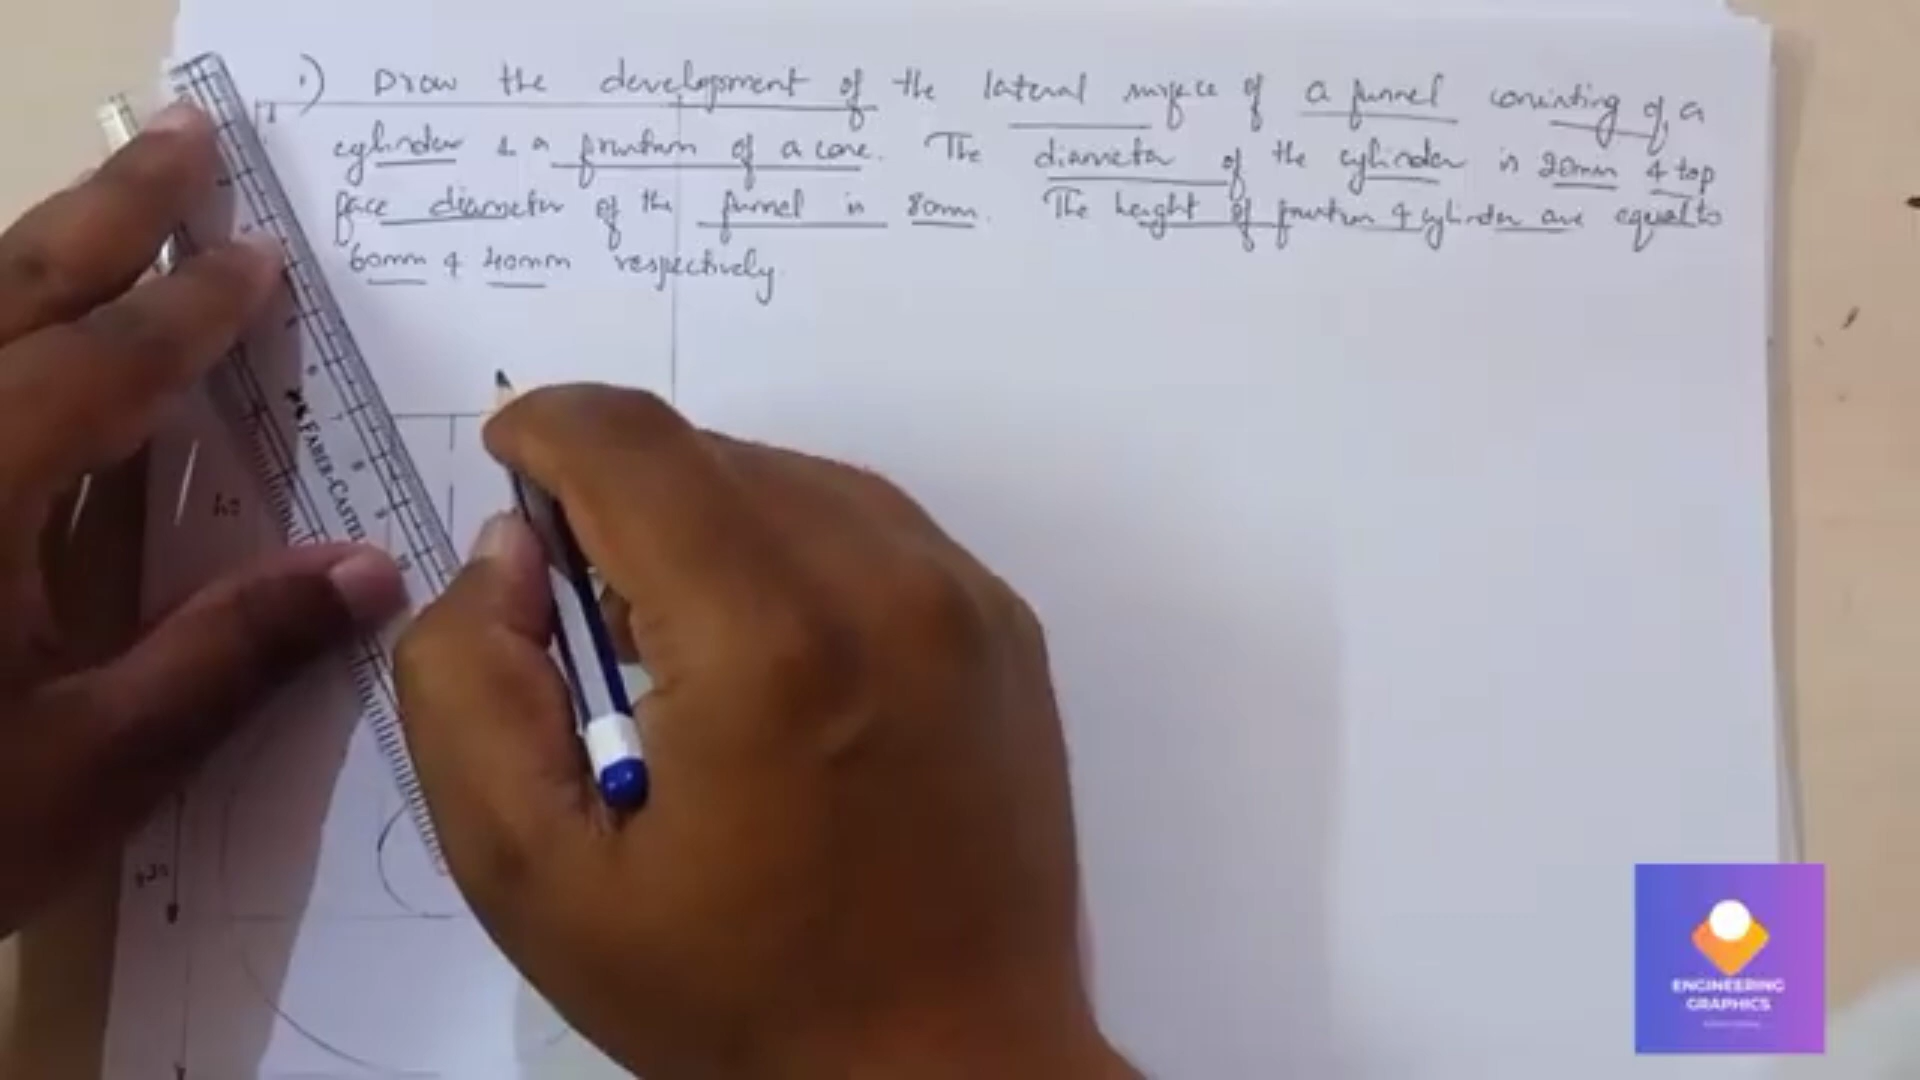 1) Draw the development of the lateral surface of a funnel consisting of a
cylinder & a frustum of a cone. The diameter of the cylinder is 20mm & top
face diameter of the funnel is 80mm. The height of frustum & cylinder are equal to
60mm & 40mm respectively.
FABER-CASTEL
ENGINEERING
GRAPHICS